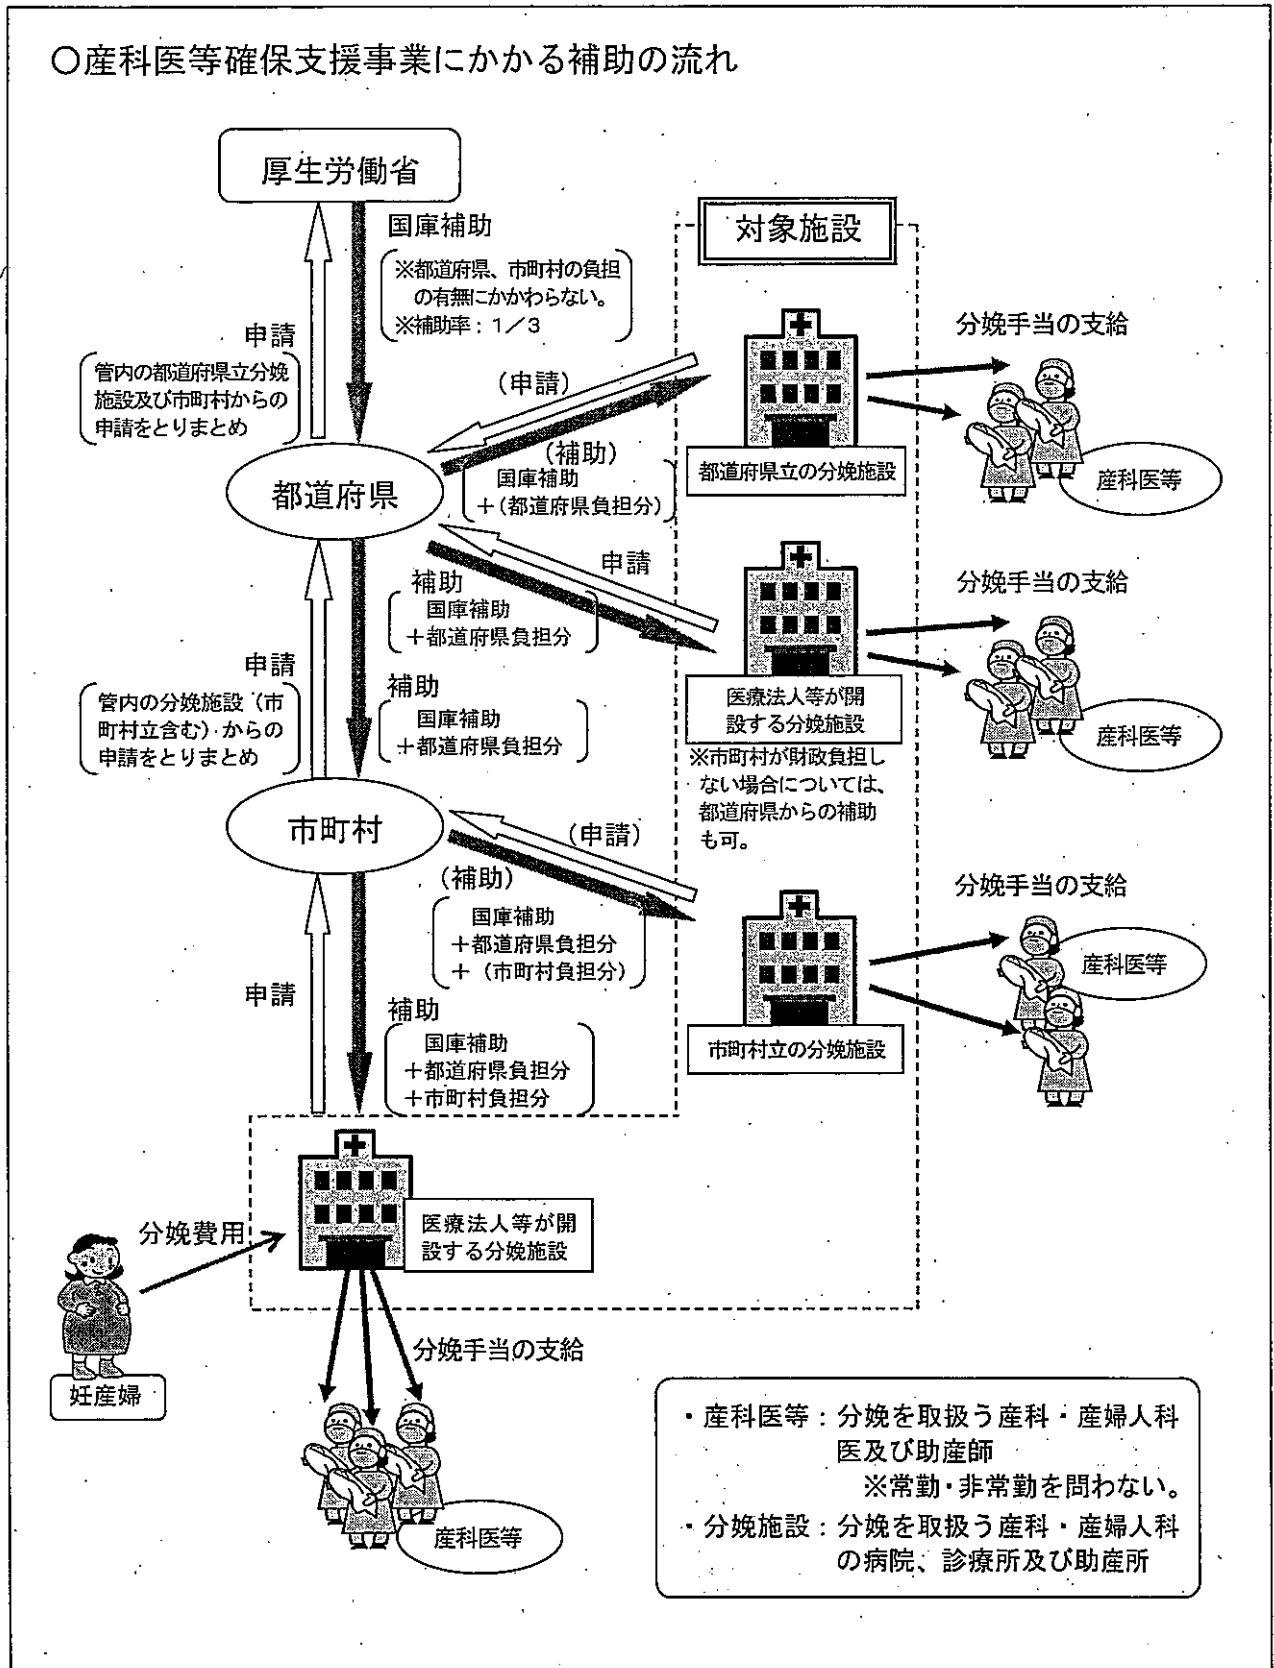 ○産科医等確保支援事業にかかる補助の流れ
厚生労働省
国庫補助
※都道府県、市町村の負担
の有無にかかわらない。
※補助率：１／３
申請
管内の都道府県立分娩
施設及び市町村からの
申請をとりまとめ
対象施設
（申請）
（補助）
国庫補助
＋（都道府県負担分）
都道府県
都道府県立の分娩施設
分娩手当の支給
産科医等
申請
補助
国庫補助
＋都道府県負担分
医療法人等が開
設する分娩施設
※市町村が財政負担し
ない場合については、
都道府県からの補助
も可。
分娩手当の支給
産科医等
申請
管内の分娩施設（市
町村立含む）からの
申請をとりまとめ
補助
国庫補助
＋都道府県負担分
市町村
（申請）
（補助）
国庫補助
＋都道府県負担分
＋（市町村負担分）
市町村立の分娩施設
分娩手当の支給
産科医等
申請
補助
国庫補助
＋都道府県負担分
＋市町村負担分
医療法人等が開
設する分娩施設
分娩費用
妊産婦
分娩手当の支給
産科医等
・産科医等：分娩を取扱う産科・産婦人科
医及び助産師
※常勤・非常勤を問わない。
・分娩施設：分娩を取扱う産科・産婦人科
の病院、診療所及び助産所